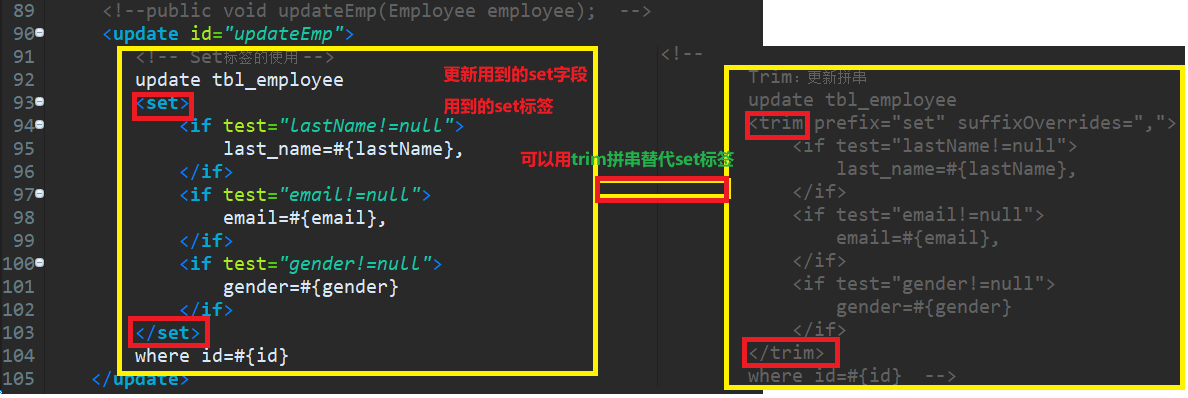 89 <!--public void updateEmp(Employee employee);  -->
90 <update id="updateEmp">
91 <!-- Set标签的使用 -->
92 update tbl_employee
93 <set>
94 <if test="lastName!=null">
95 last_name=#{lastName},
96 </if>
97 <if test="email!=null">
98 email=#{email},
99 </if>
100 <if test="gender!=null">
101 gender=#{gender}
102 </if>
103 </set>
104 where id=#{id}
105 </update>
更新用到的set字段
用到的set标签
可以用trim拼串替代set标签
<!--
Trim：更新拼串
update tbl_employee
<trim prefix="set" suffixOverrides=",">
<if test="lastName!=null">
last_name=#{lastName},
</if>
<if test="email!=null">
email=#{email},
</if>
<if test="gender!=null">
gender=#{gender}
</if>
</trim>
where id=#{id}  -->